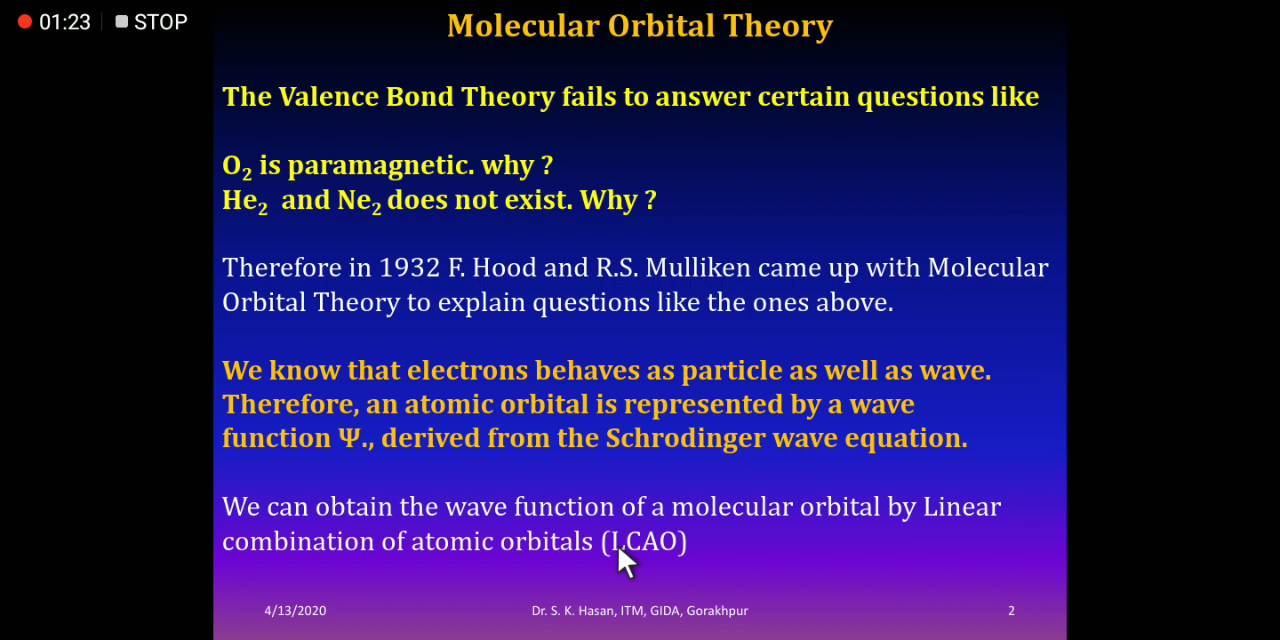 01:23 STOP
Molecular Orbital Theory
The Valence Bond Theory fails to answer certain questions like
O₂ is paramagnetic. why ?
He₂ and Ne₂ does not exist. Why ?
Therefore in 1932 F. Hood and R.S. Mulliken came up with Molecular
Orbital Theory to explain questions like the ones above.
We know that electrons behaves as particle as well as wave.
Therefore, an atomic orbital is represented by a wave
function Ψ., derived from the Schrodinger wave equation.
We can obtain the wave function of a molecular orbital by Linear
combination of atomic orbitals (LCAO)
4/13/2020 Dr. S. K. Hasan, ITM, GIDA, Gorakhpur 2